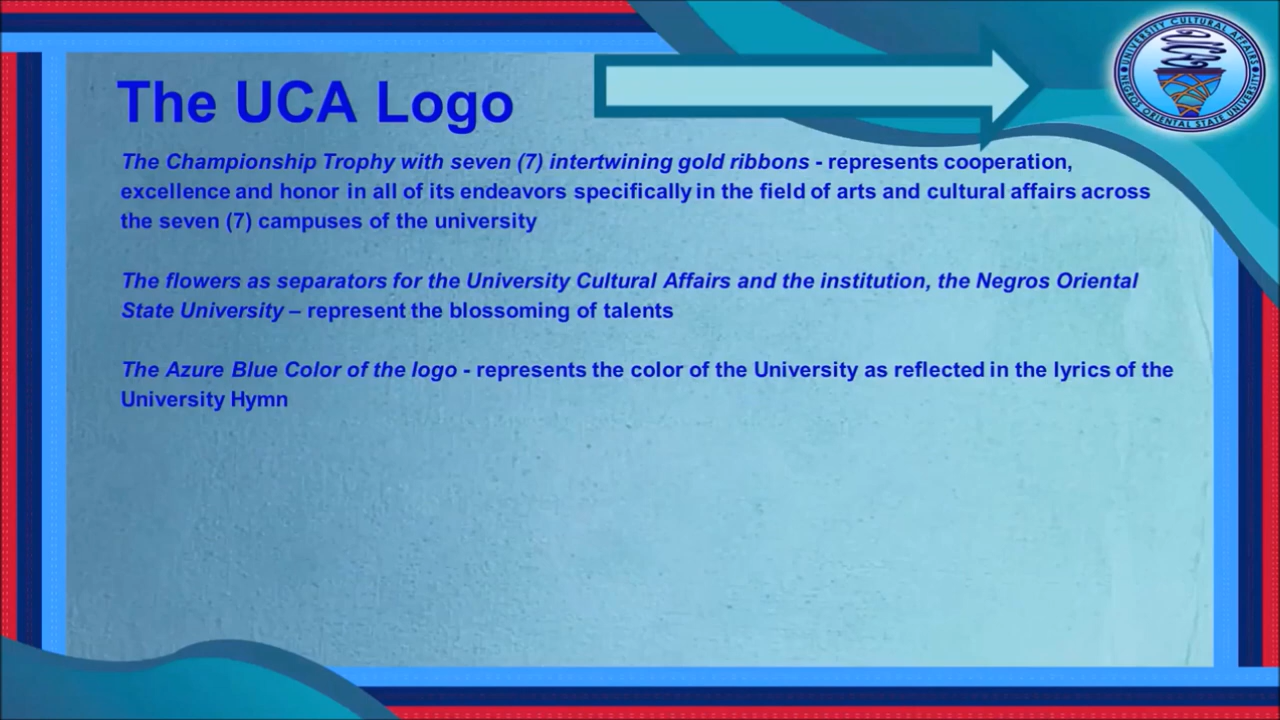 The UCA Logo
UNIVERSITY CULTURAL AFFAIRS
NEGROS ORIENTAL STATE UNIVERSITY
The Championship Trophy with seven (7) intertwining gold ribbons - represents cooperation,
excellence and honor in all of its endeavors specifically in the field of arts and cultural affairs across
the seven (7) campuses of the university
The flowers as separators for the University Cultural Affairs and the institution, the Negros Oriental
State University – represent the blossoming of talents
The Azure Blue Color of the logo - represents the color of the University as reflected in the lyrics of the
University Hymn